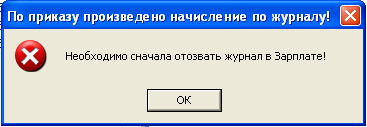 По приказу произведено начисление по журналу!
Необходимо сначала отозвать журнал в Зарплате!
OK